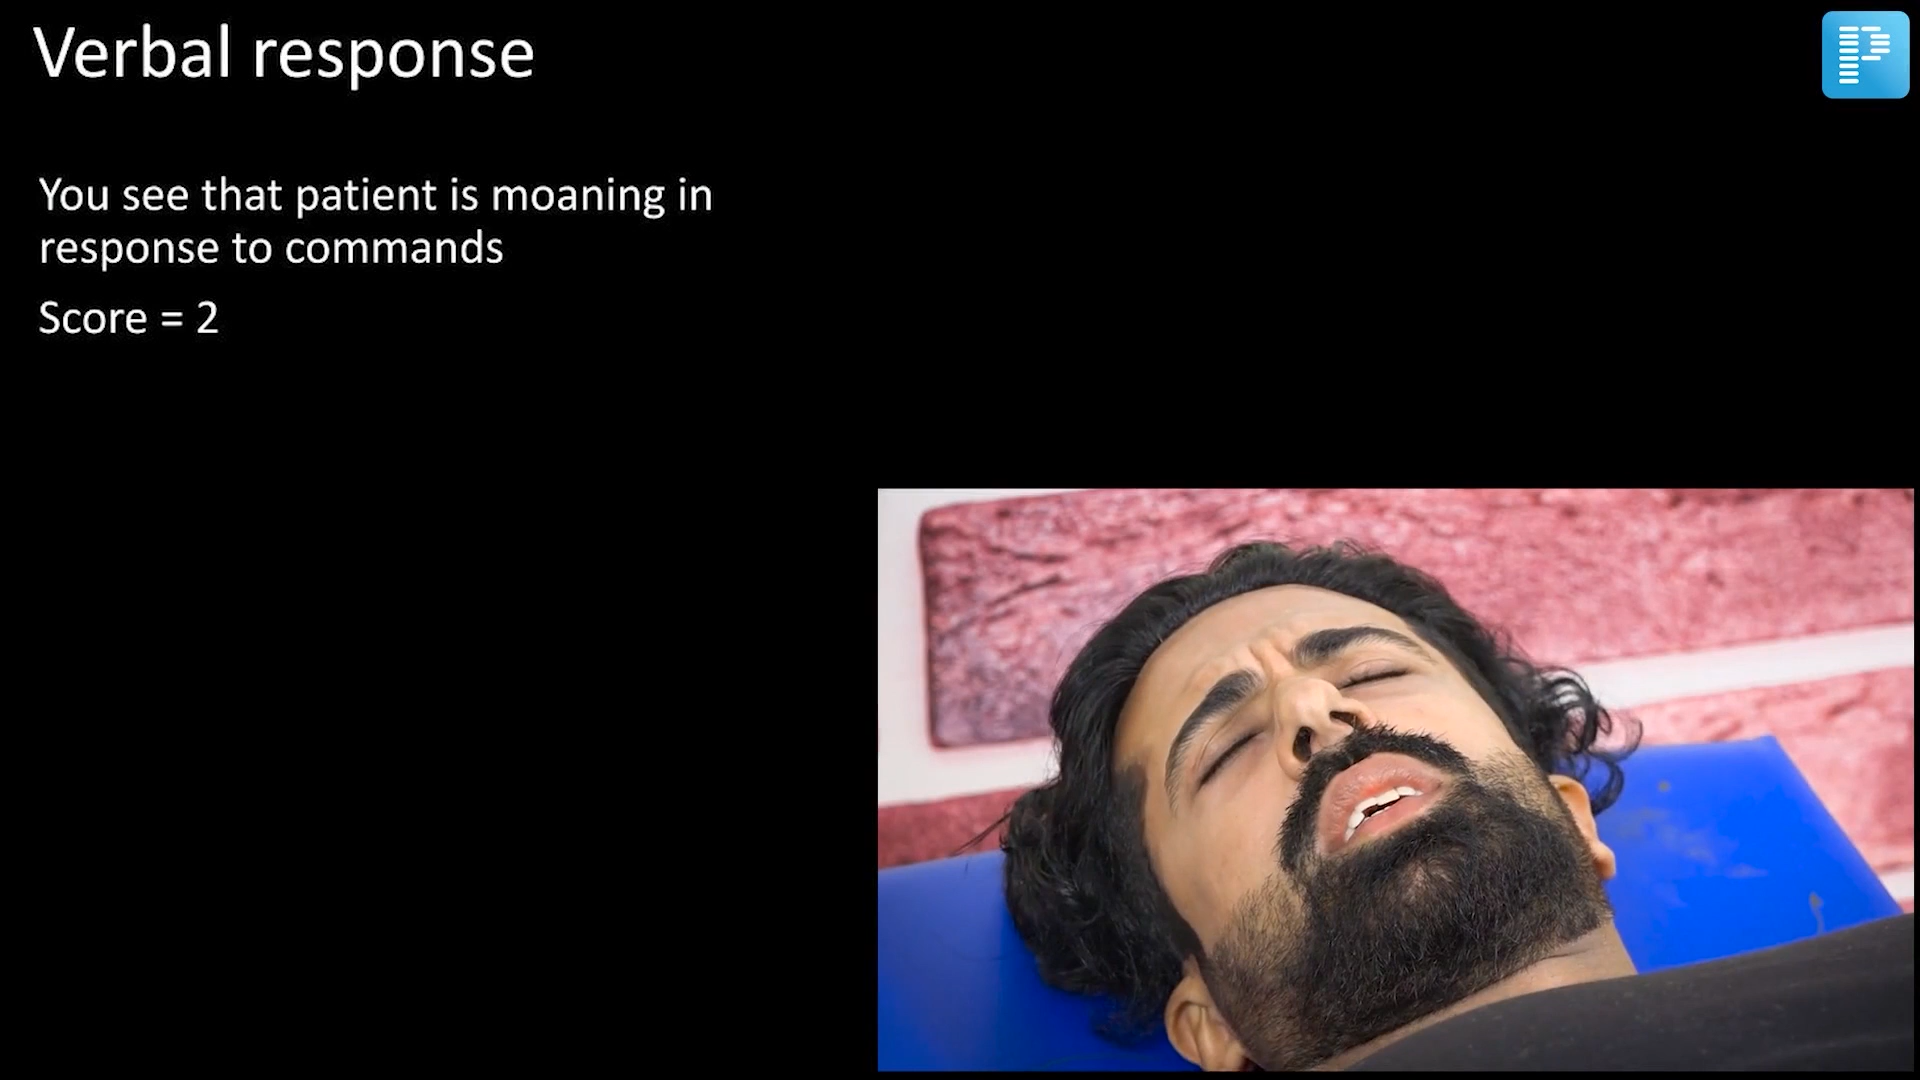 Verbal response
You see that patient is moaning in
response to commands
Score = 2